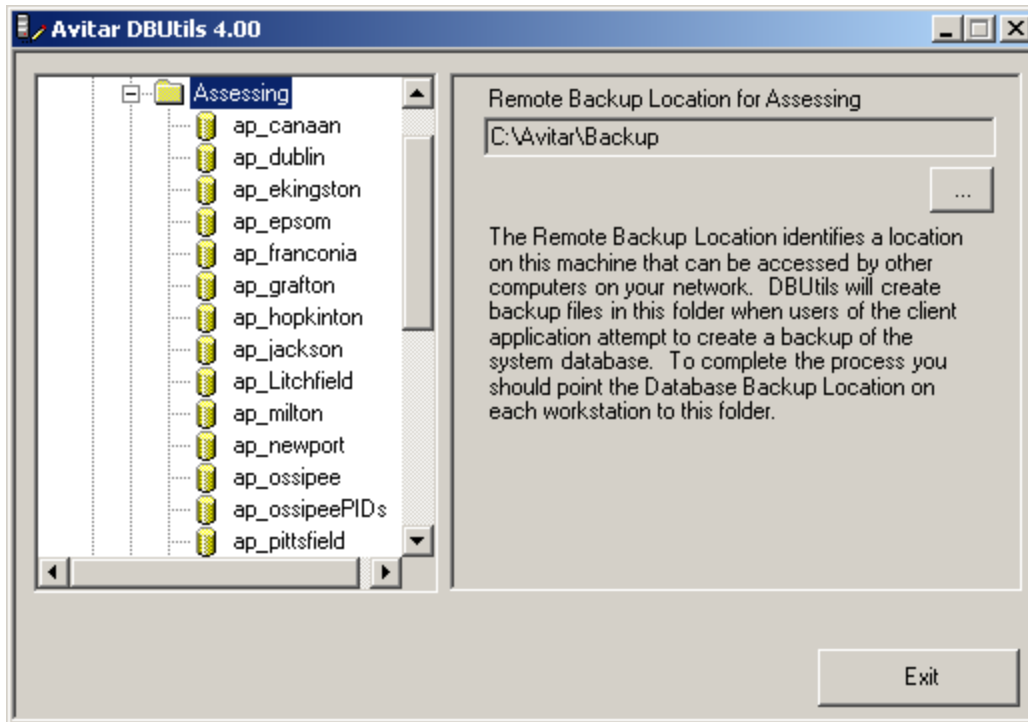 Avitar DBUtils 4.00
Assessing
ap_canaan
ap_dublin
ap_ekingston
ap_epsom
ap_franconia
ap_grafton
ap_hopkinton
ap_jackson
ap_Litchfield
ap_milton
ap_newport
ap_ossipee
ap_ossipeePIDs
ap_pittsfield
Remote Backup Location for Assessing
C:\Avitar\Backup
...
The Remote Backup Location identifies a location
on this machine that can be accessed by other
computers on your network.  DBUtils will create
backup files in this folder when users of the client
application attempt to create a backup of the
system database.  To complete the process you
should point the Database Backup Location on
each workstation to this folder.
Exit